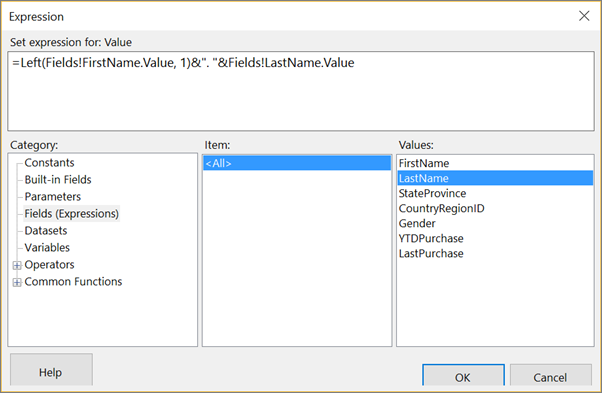 Expression
Set expression for: Value
=Left(Fields!FirstName.Value, 1)&". "&Fields!LastName.Value
Category:
Item:
Values:
Constants
Built-in Fields
Parameters
Fields (Expressions)
Datasets
Variables
Operators
Common Functions
<All>
FirstName
LastName
StateProvince
CountryRegionID
Gender
YTDPurchase
LastPurchase
Help
OK
Cancel